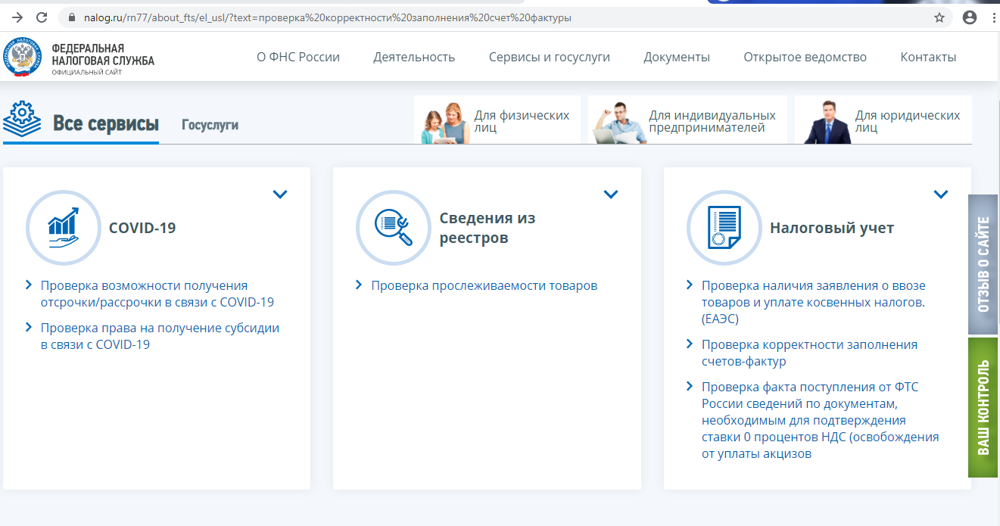 nalog.ru/rn77/about_fts/el_usl/?text=проверка%20корректности%20заполнения%20счет%20фактуры
ФЕДЕРАЛЬНАЯ
НАЛОГОВАЯ СЛУЖБА
ОФИЦИАЛЬНЫЙ САЙТ
О ФНС России
Деятельность
Сервисы и госуслуги
Документы
Открытое ведомство
Контакты
Все сервисы
Госуслуги
Для физических
лиц
Для индивидуальных
предпринимателей
Для юридических
лиц
COVID-19
Проверка возможности получения
отсрочки/рассрочки в связи с COVID-19
Проверка права на получение субсидии
в связи с COVID-19
Сведения из
реестров
Проверка прослеживаемости товаров
Налоговый учет
Проверка наличия заявления о ввозе
товаров и уплате косвенных налогов.
(ЕАЭС)
Проверка корректности заполнения
счетов-фактур
Проверка факта поступления от ФТС
России сведений по документам,
необходимым для подтверждения
ставки 0 процентов НДС (освобождения
от уплаты акцизов
ОТЗЫВ О САЙТЕ
ВАШ КОНТРОЛЬ